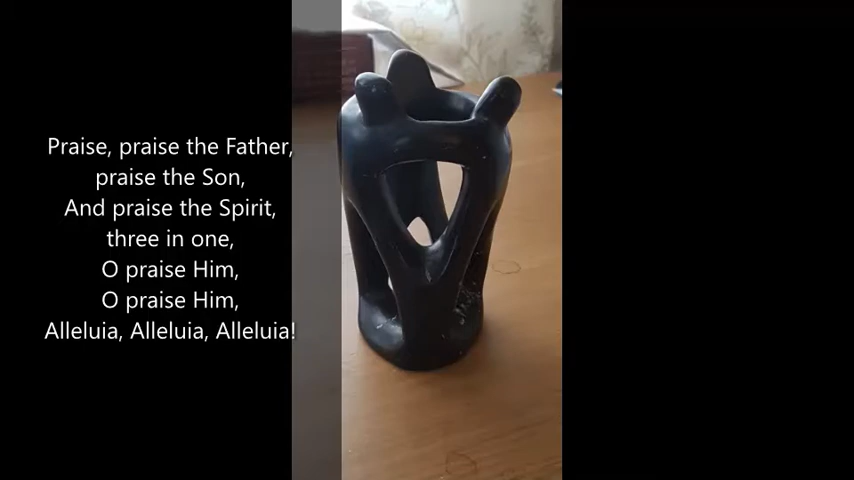 Praise, praise the Father,
praise the Son,
And praise the Spirit,
three in one,
O praise Him,
O praise Him,
Alleluia, Alleluia, Alleluia!